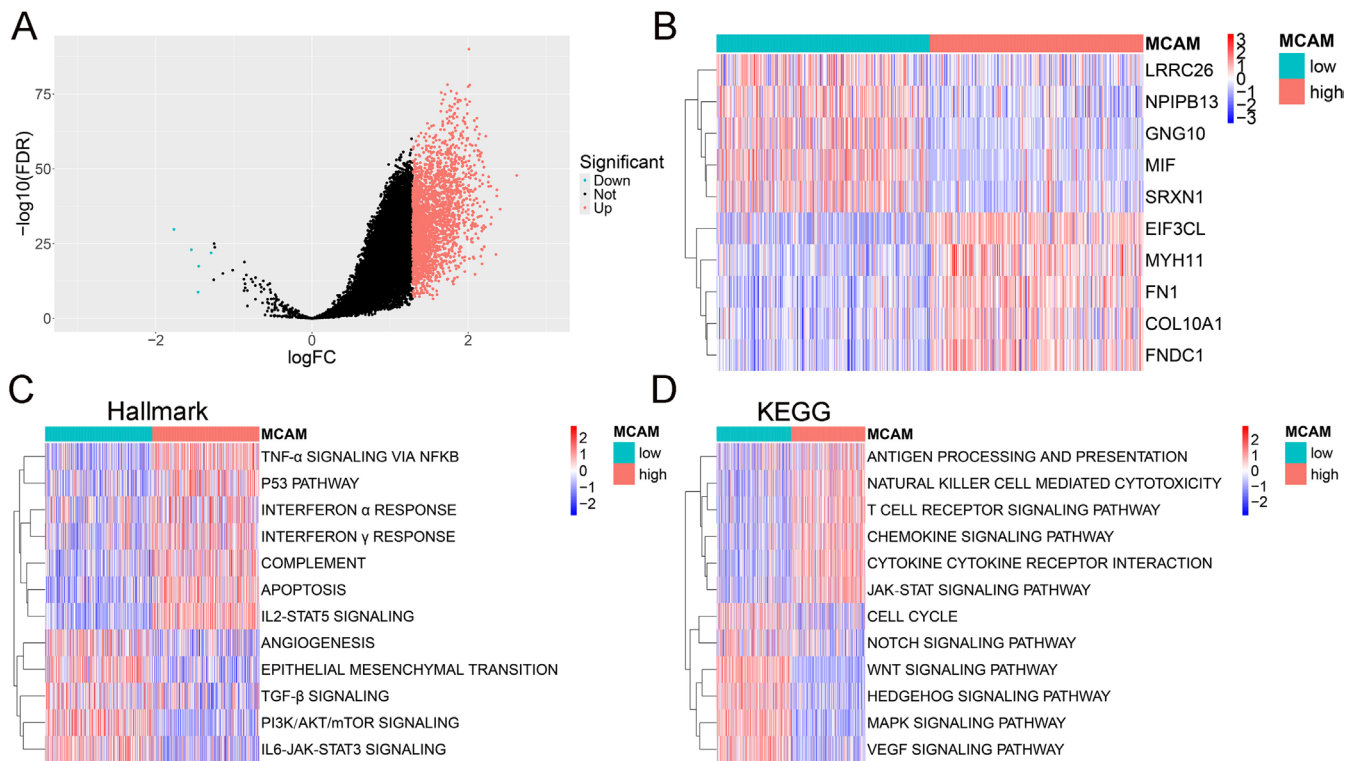 A
−log10(FDR)
75
50
25
0
−2
0
2
logFC
Significant
Down
Not
Up
B
MCAM
LRRC26
NPIPB13
GNG10
MIF
SRXN1
EIF3CL
MYH11
FN1
COL10A1
FNDC1
3
2
1
0
−1
−2
−3
MCAM
low
high
C
Hallmark
MCAM
TNF-α SIGNALING VIA NFKB
P53 PATHWAY
INTERFERON α RESPONSE
INTERFERON γ RESPONSE
COMPLEMENT
APOPTOSIS
IL2-STAT5 SIGNALING
ANGIOGENESIS
EPITHELIAL MESENCHYMAL TRANSITION
TGF-β SIGNALING
PI3K/AKT/mTOR SIGNALING
IL6-JAK-STAT3 SIGNALING
2
1
0
−1
−2
MCAM
low
high
D
KEGG
MCAM
ANTIGEN PROCESSING AND PRESENTATION
NATURAL KILLER CELL MEDIATED CYTOTOXICITY
T CELL RECEPTOR SIGNALING PATHWAY
CHEMOKINE SIGNALING PATHWAY
CYTOKINE CYTOKINE RECEPTOR INTERACTION
JAK-STAT SIGNALING PATHWAY
CELL CYCLE
NOTCH SIGNALING PATHWAY
WNT SIGNALING PATHWAY
HEDGEHOG SIGNALING PATHWAY
MAPK SIGNALING PATHWAY
VEGF SIGNALING PATHWAY
2
1
0
−1
−2
MCAM
low
high